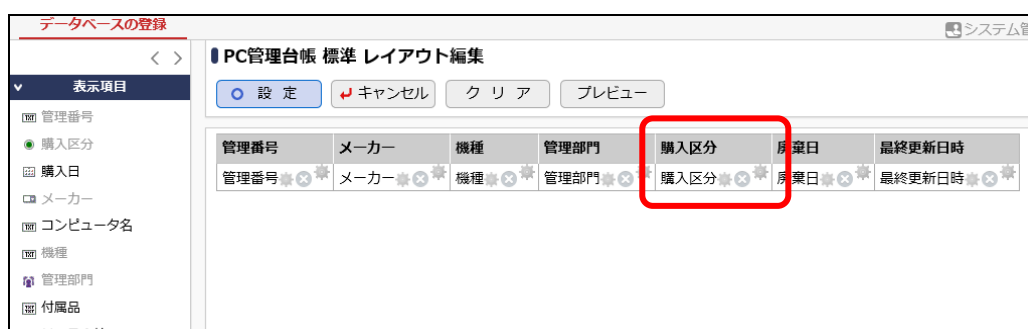 データベースの登録
システム管
PC管理台帳 標準 レイアウト編集
表示項目
設 定 キャンセル ク リ ア プレビュー
TXT 管理番号
購入区分
購入日
メーカー
TXT コンピュータ名
TXT 機種
管理部門
TXT 付属品
管理番号 メーカー 機種 管理部門 購入区分 廃棄日 最終更新日時
管理番号 メーカー 機種 管理部門 購入区分 廃棄日 最終更新日時